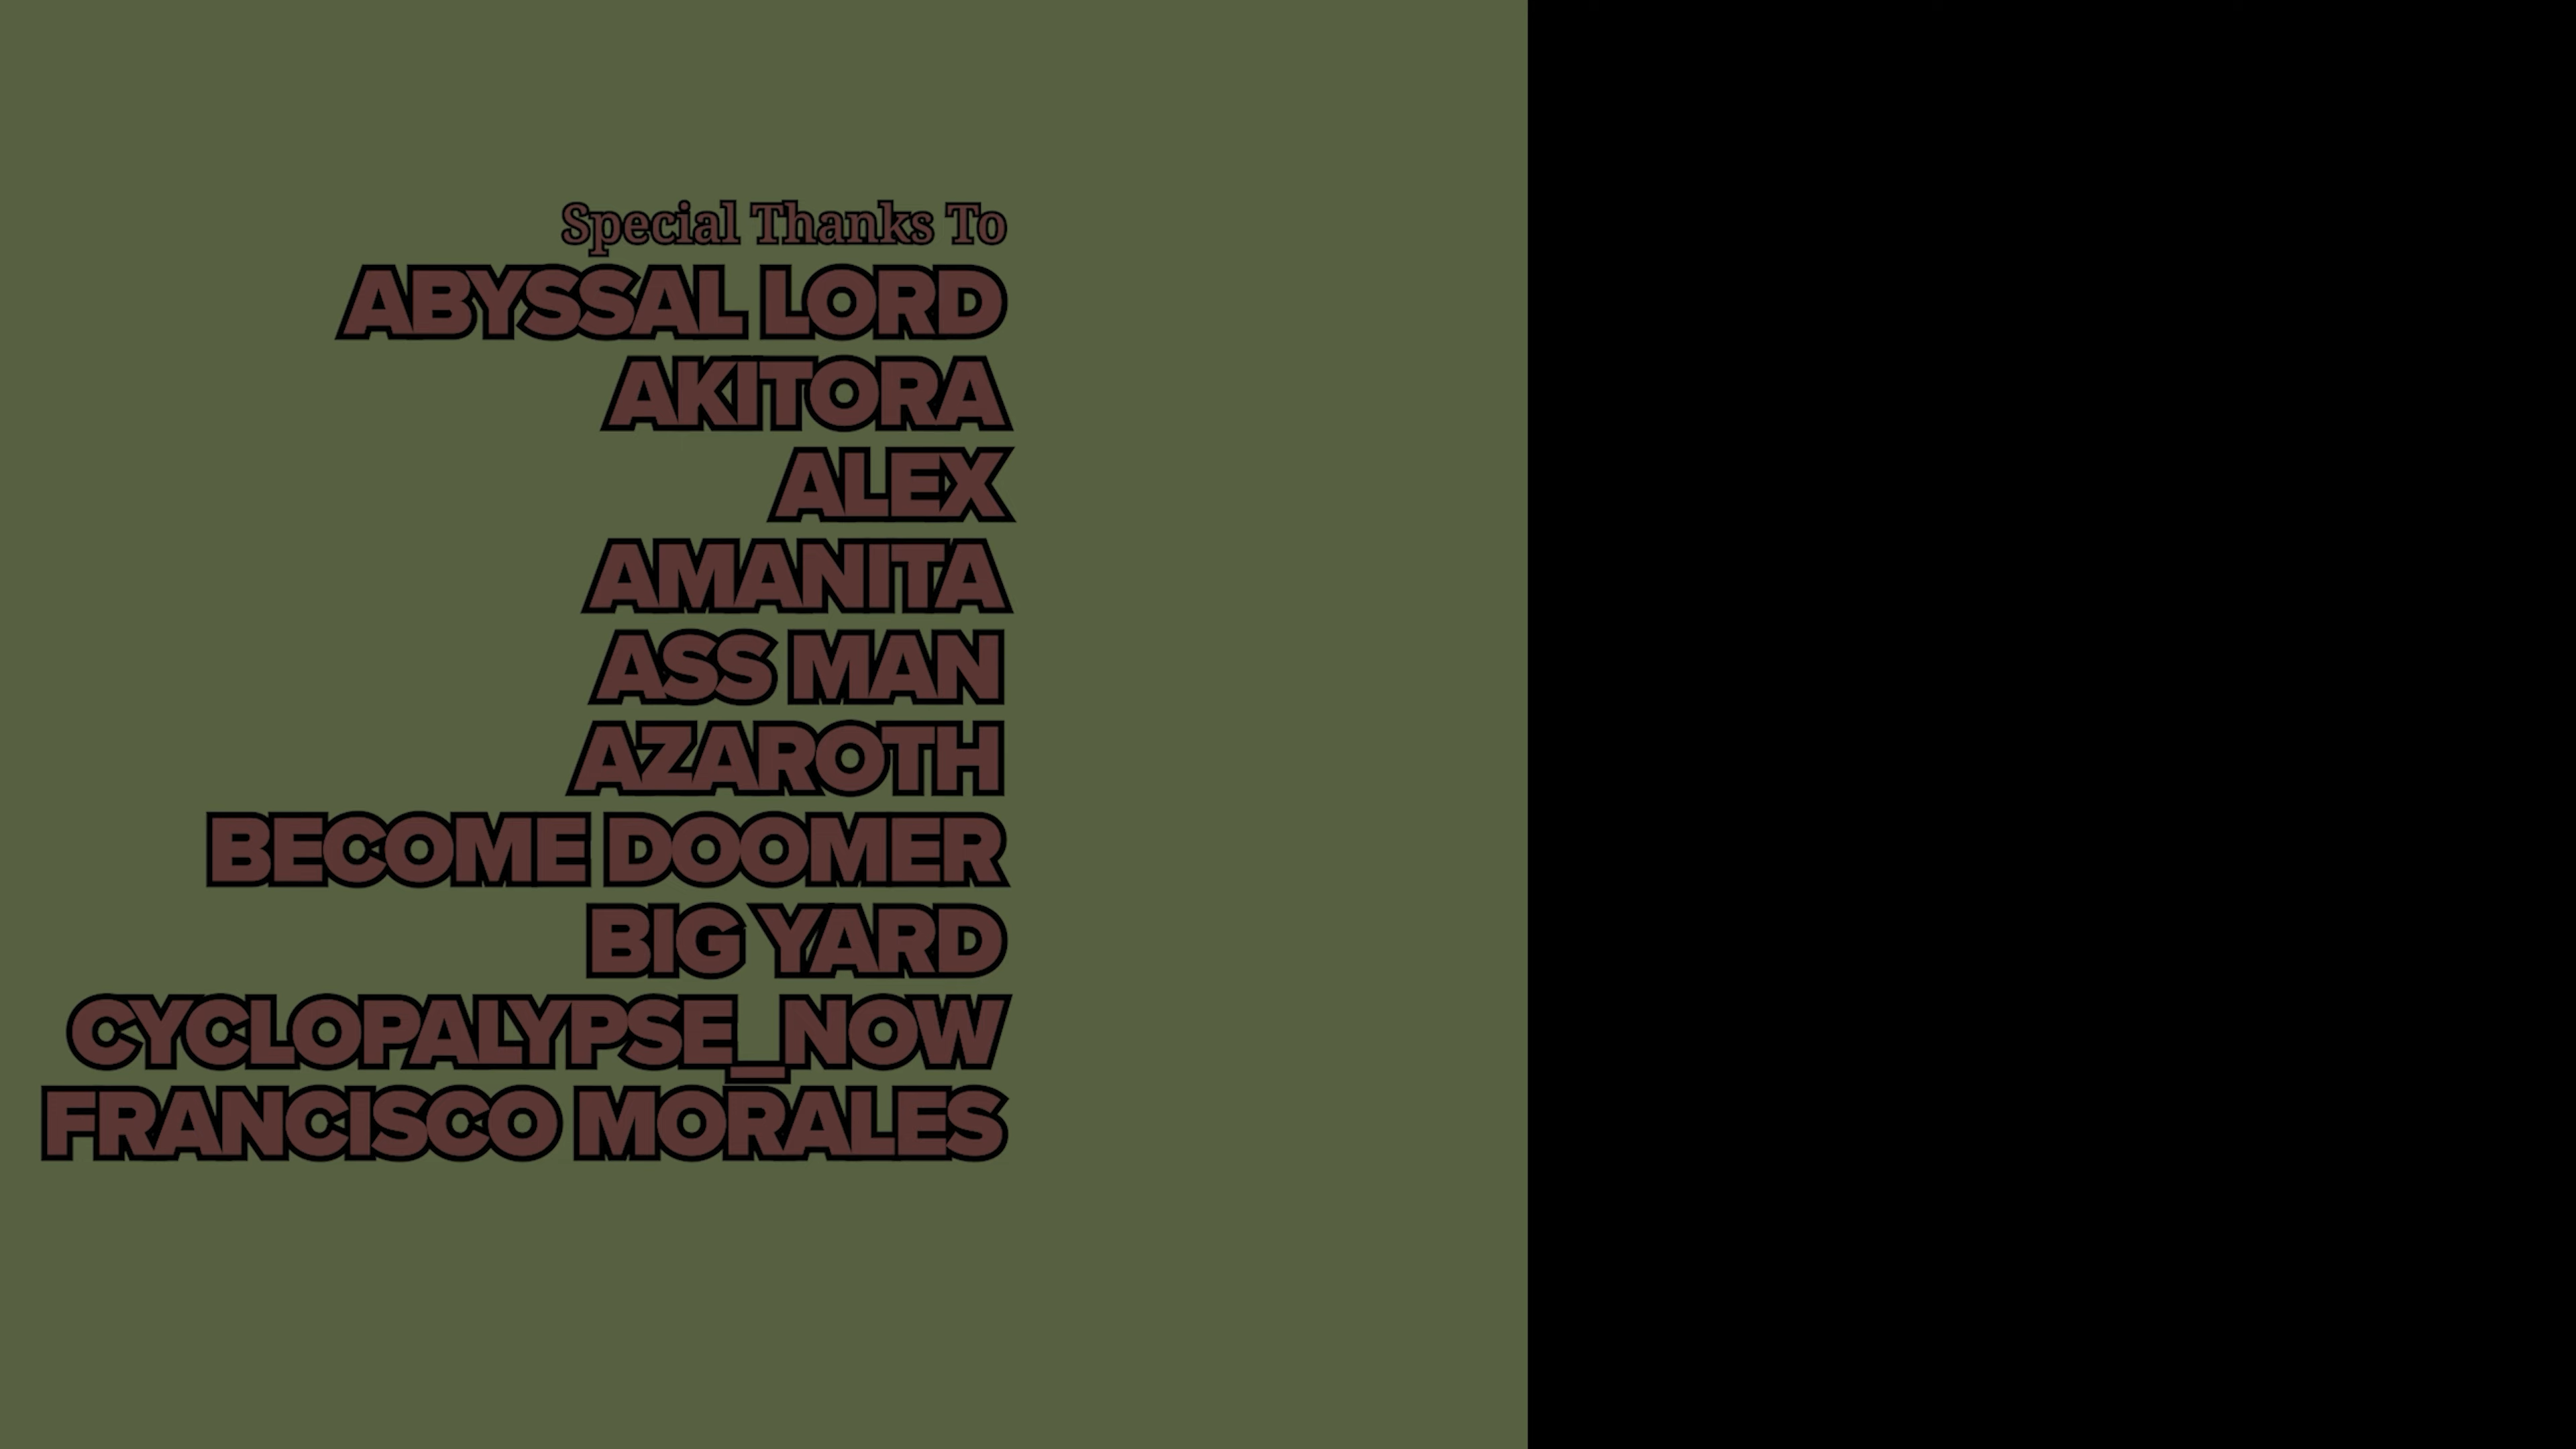 Special Thanks To
ABYSSAL LORD
AKITORA
ALEX
AMANITA
ASS MAN
AZAROTH
BECOME DOOMER
BIG YARD
CYCLOPALYPSE_NOW
FRANCISCO MORALES